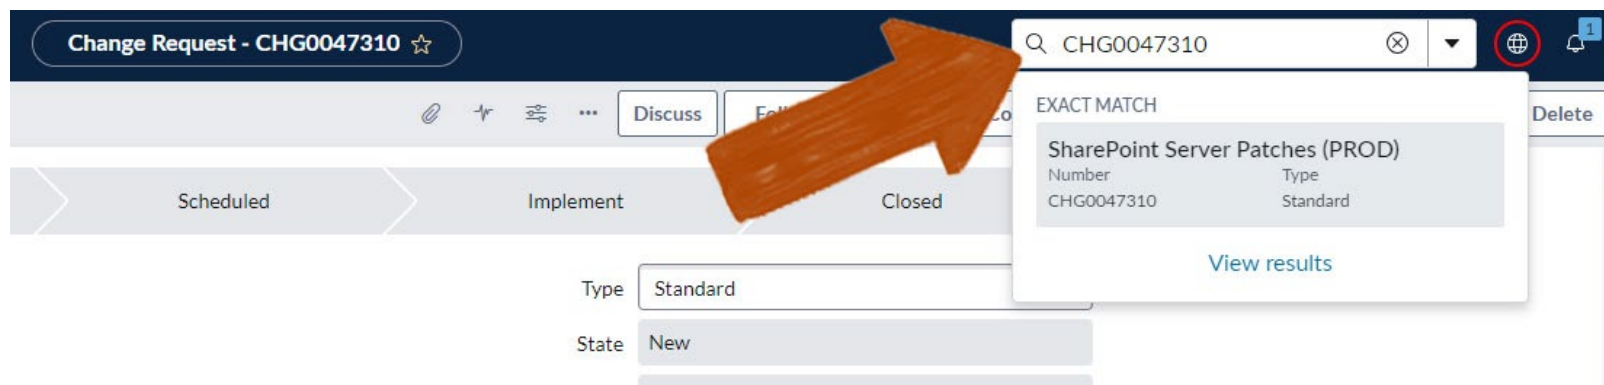 Change Request - CHG0047310
CHG0047310
1
Discuss
Delete
EXACT MATCH
SharePoint Server Patches (PROD)
Number Type
CHG0047310 Standard
View results
Scheduled Implement Closed
Type Standard
State New